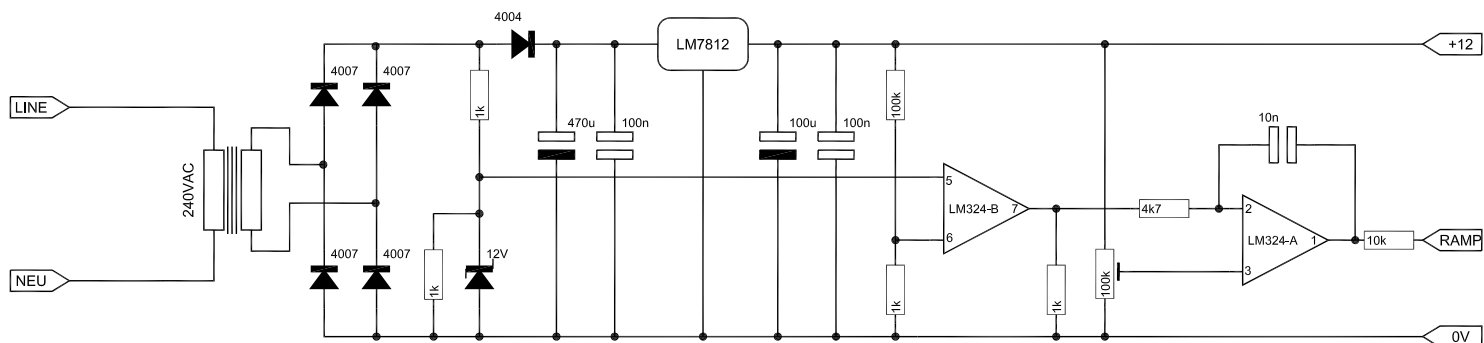 4004
LM7812
+12
4007
4007
1k
100k
LINE
470u
100n
100u
100n
10n
240VAC
5
LM324-B
7
6
4k7
2
LM324-A
1
3
10k
RAMP
4007
4007
12V
NEU
1k
1k
1k
100k
0V